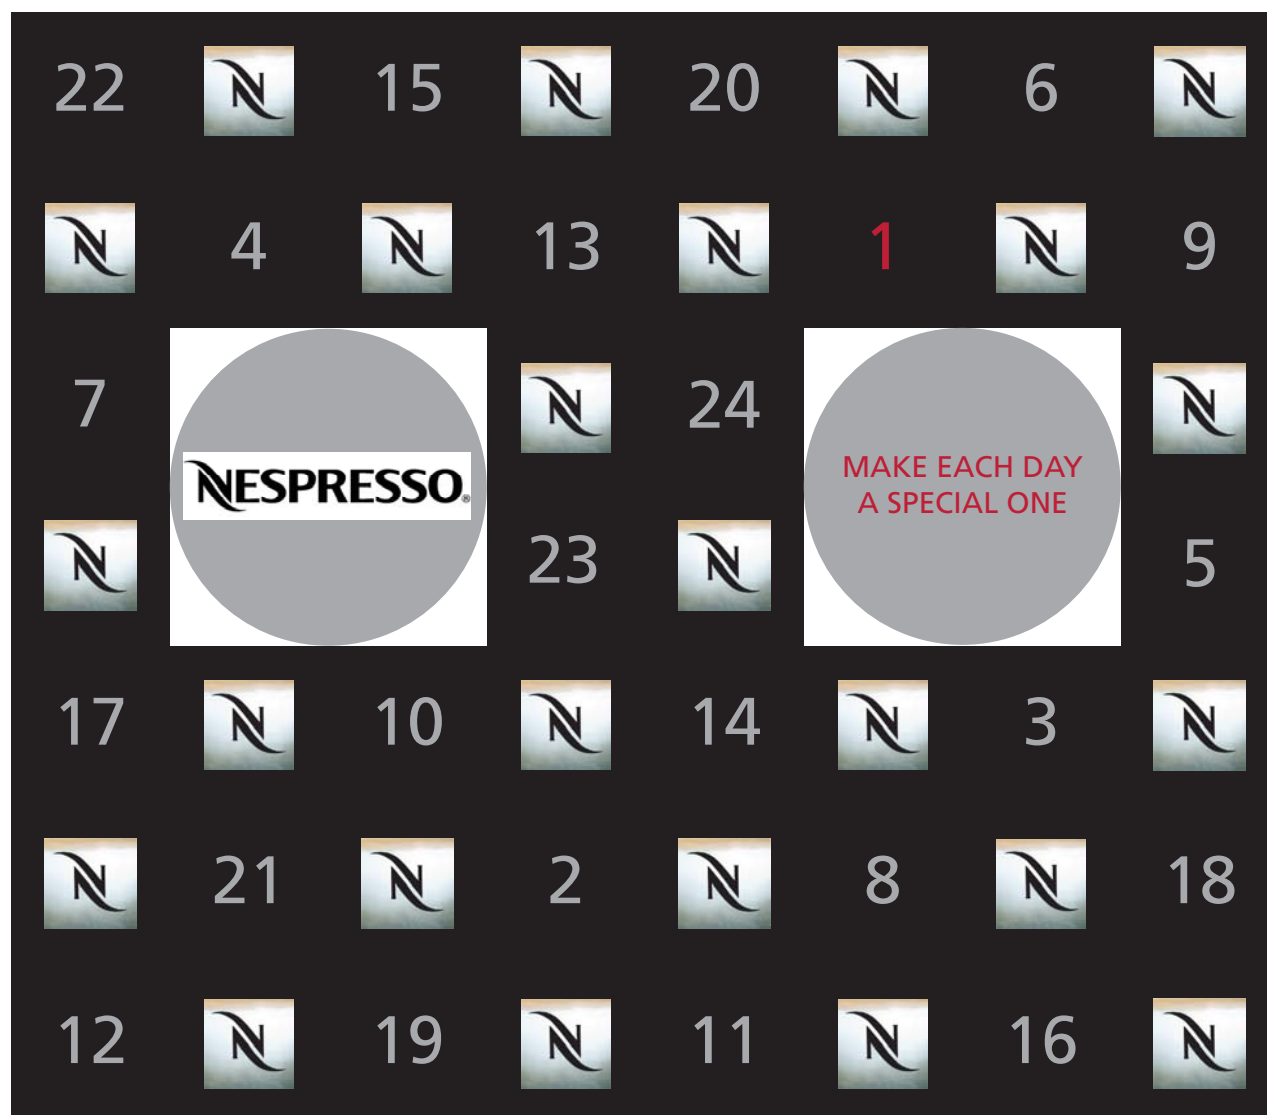 22 N 15 N 20 N 6 N
N 4 N 13 N 1 N 9
7 N 24 N
NESPRESSO®
MAKE EACH DAY
A SPECIAL ONE
N 23 N 5
17 N 10 N 14 N 3 N
N 21 N 2 N 8 N 18
12 N 19 N 11 N 16 N